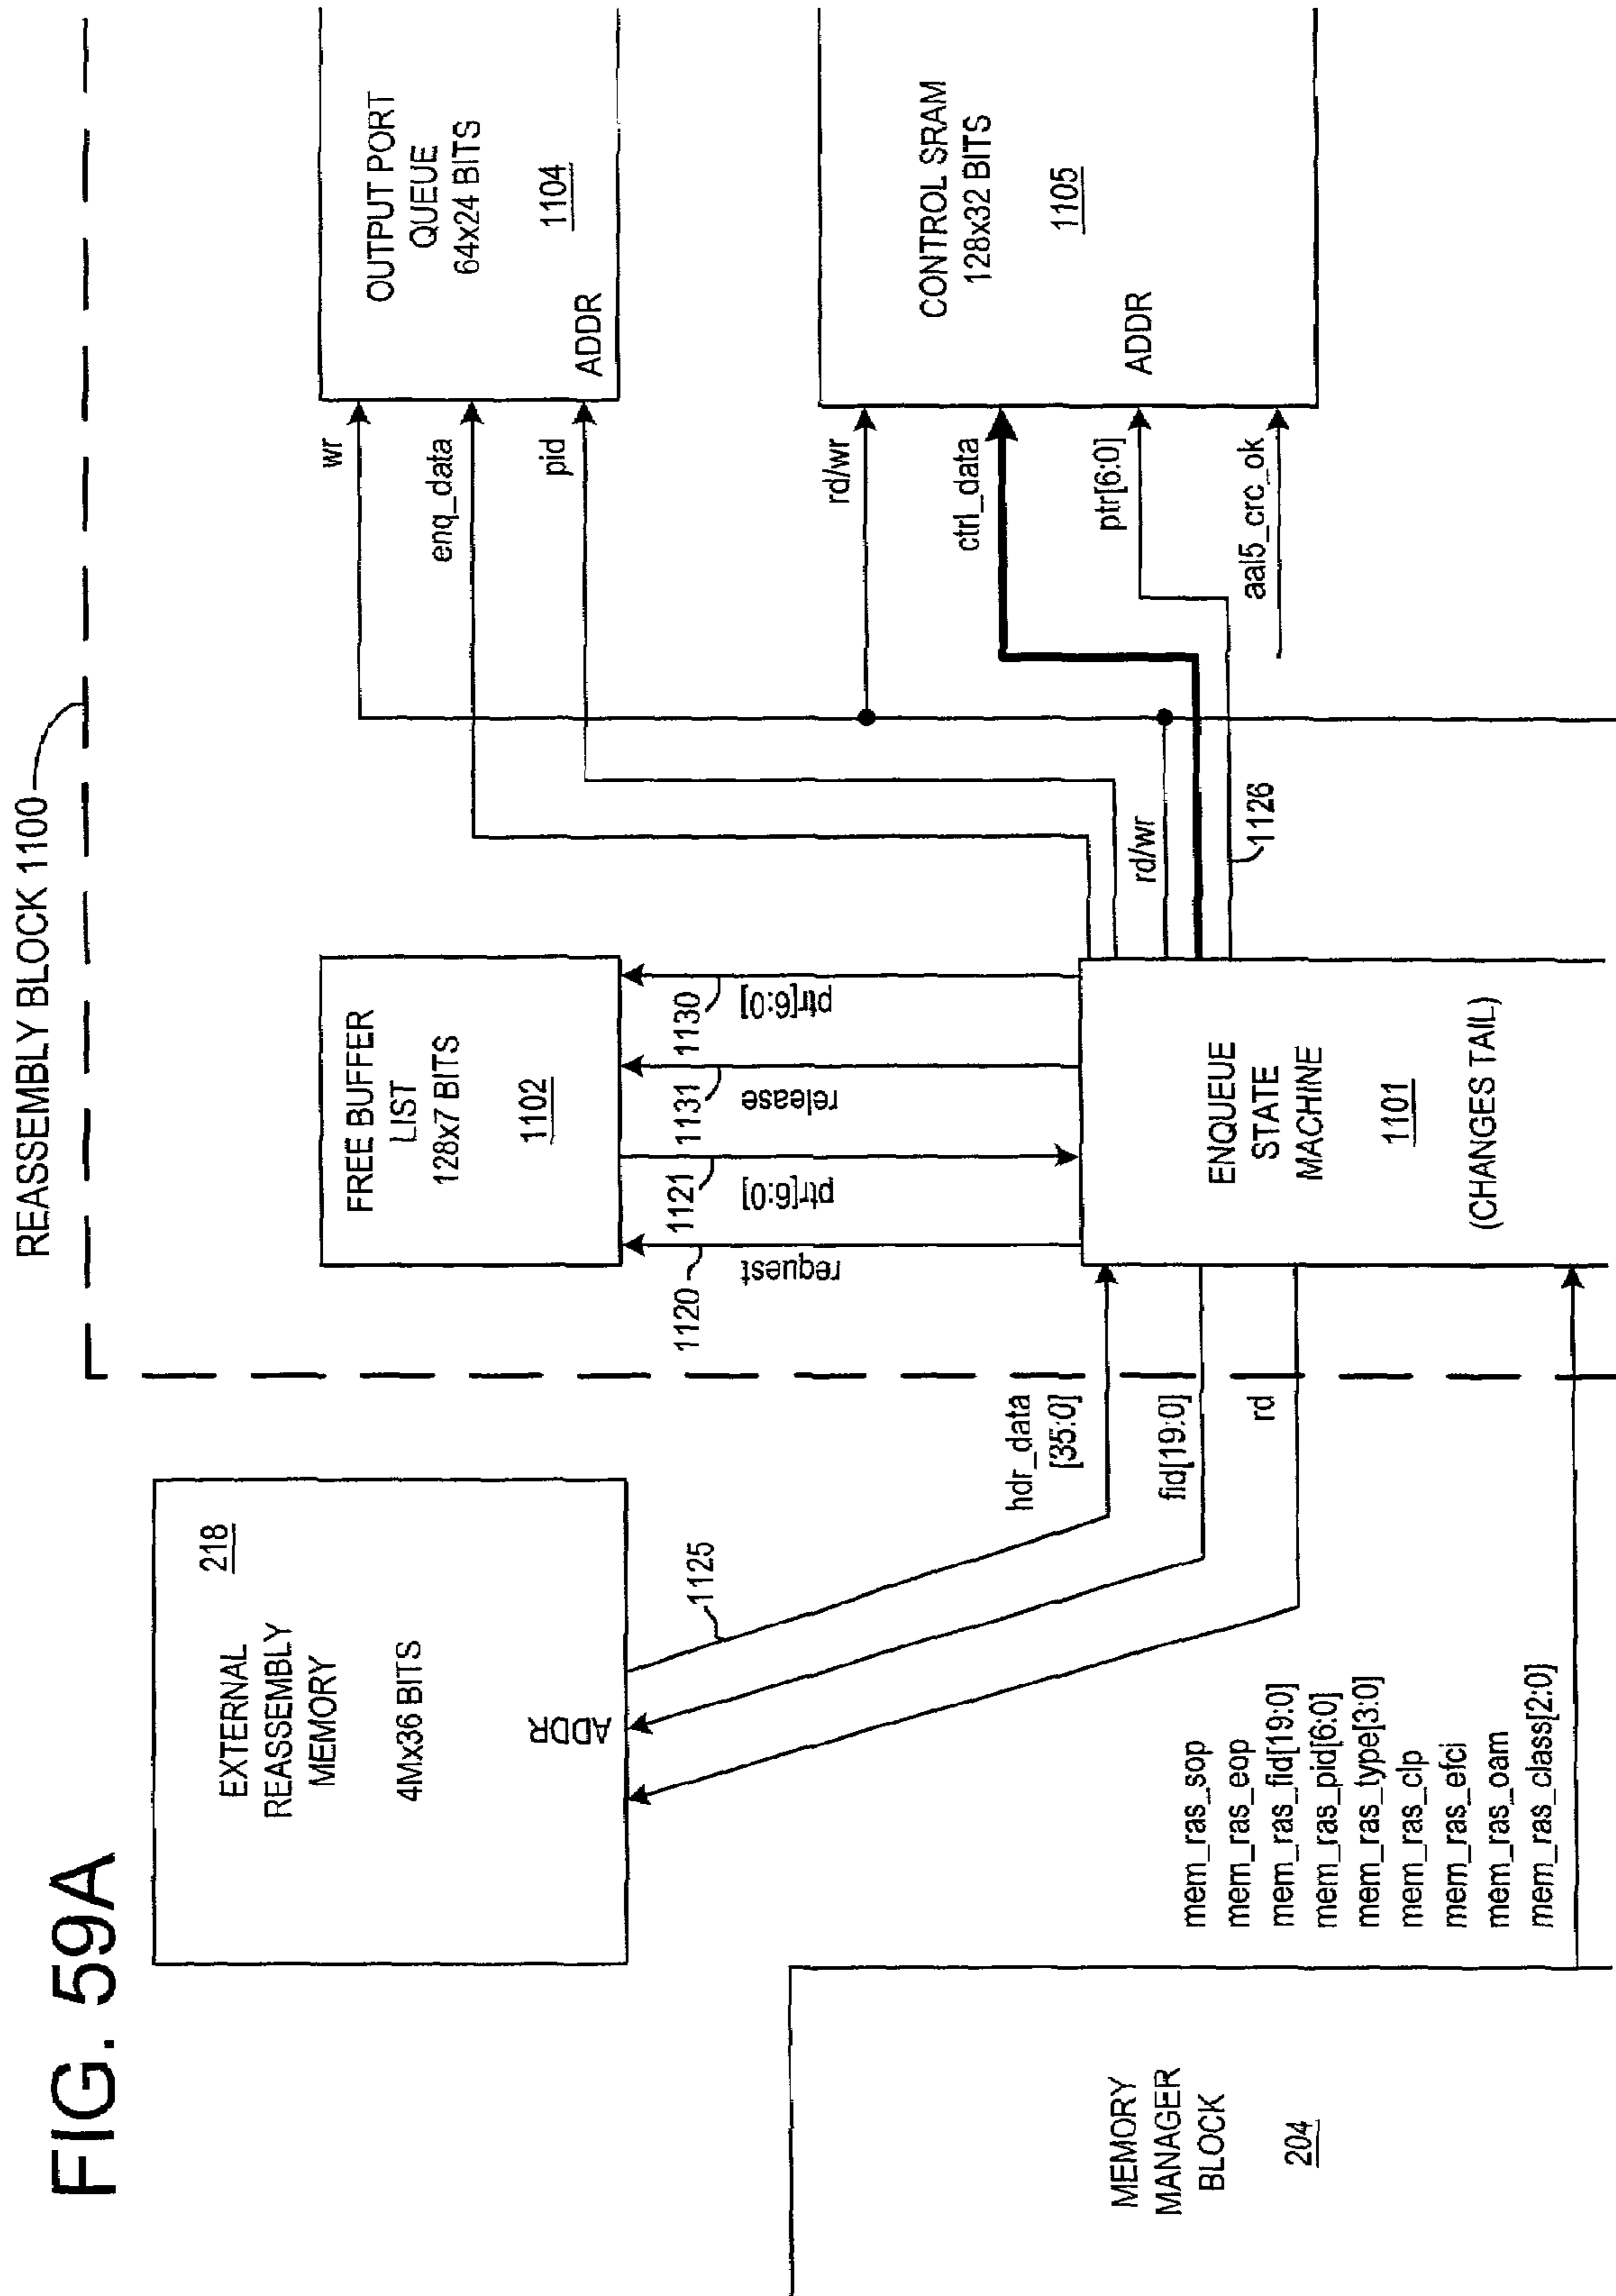 FIG. 59A
REASSEMBLY BLOCK 1100
EXTERNAL
REASSEMBLY
MEMORY
218
4Mx36 BITS
ADDR
1125
FREE BUFFER
LIST
128x7 BITS
1102
1120
request
1121
ptr[6:0]
1131
release
1130
ptr[6:0]
OUTPUT PORT
QUEUE
64x24 BITS
1104
ADDR
wr
enq_data
pid
CONTROL SRAM
128x32 BITS
1105
ADDR
rd/wr
ctrl_data
ptr[6:0]
aal5_crc_ok
rd/wr
1126
hdr_data
[35:0]
fid[19:0]
rd
ENQUEUE
STATE
MACHINE
1101
(CHANGES TAIL)
MEMORY
MANAGER
BLOCK
204
mem_ras_sop
mem_ras_eop
mem_ras_fid[19:0]
mem_ras_pid[6:0]
mem_ras_type[3:0]
mem_ras_clp
mem_ras_efci
mem_ras_oam
mem_ras_class[2:0]